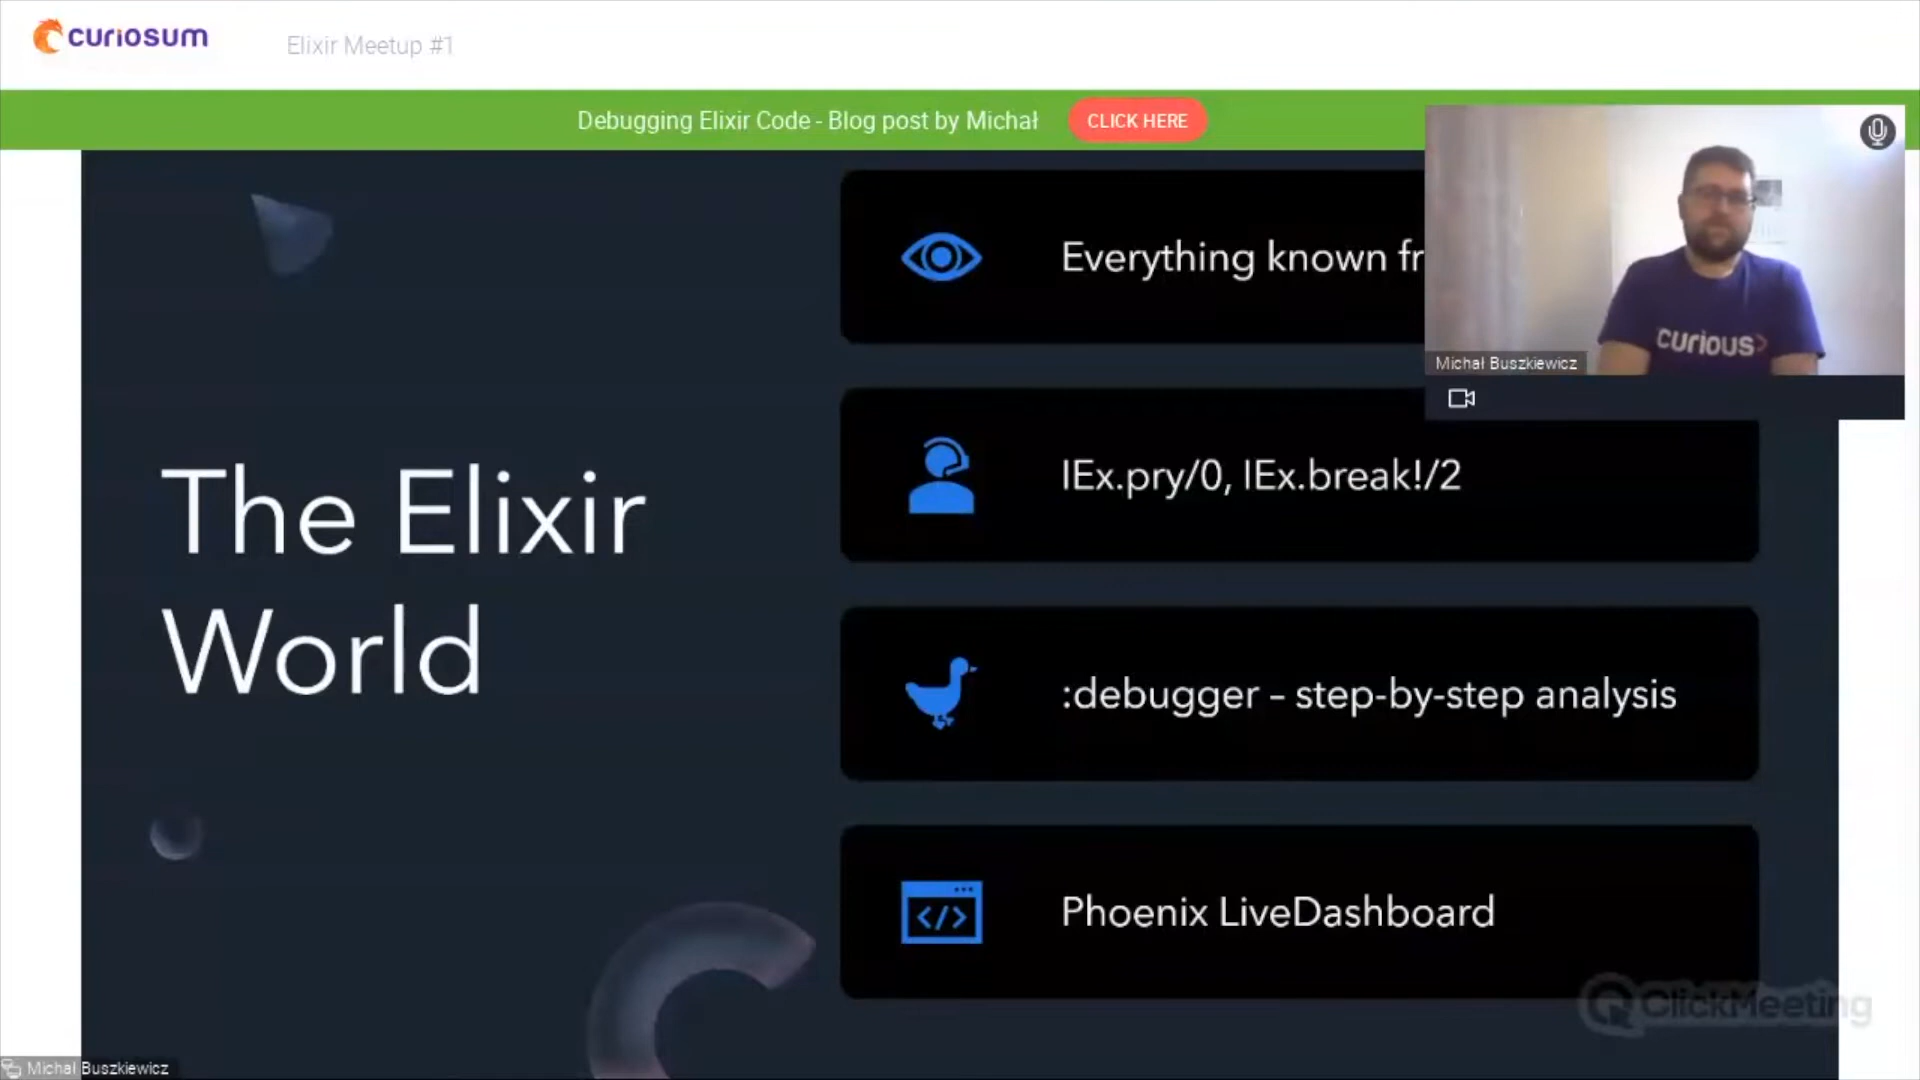 curiosum
Elixir Meetup #1
Debugging Elixir Code - Blog post by Michał
CLICK HERE
Everything known fr
curious
Michał Buszkiewicz
The Elixir
World
IEx.pry/0, IEx.break!/2
:debugger – step-by-step analysis
</>
Phoenix LiveDashboard
ClickMeeting
Michał Buszkiewicz